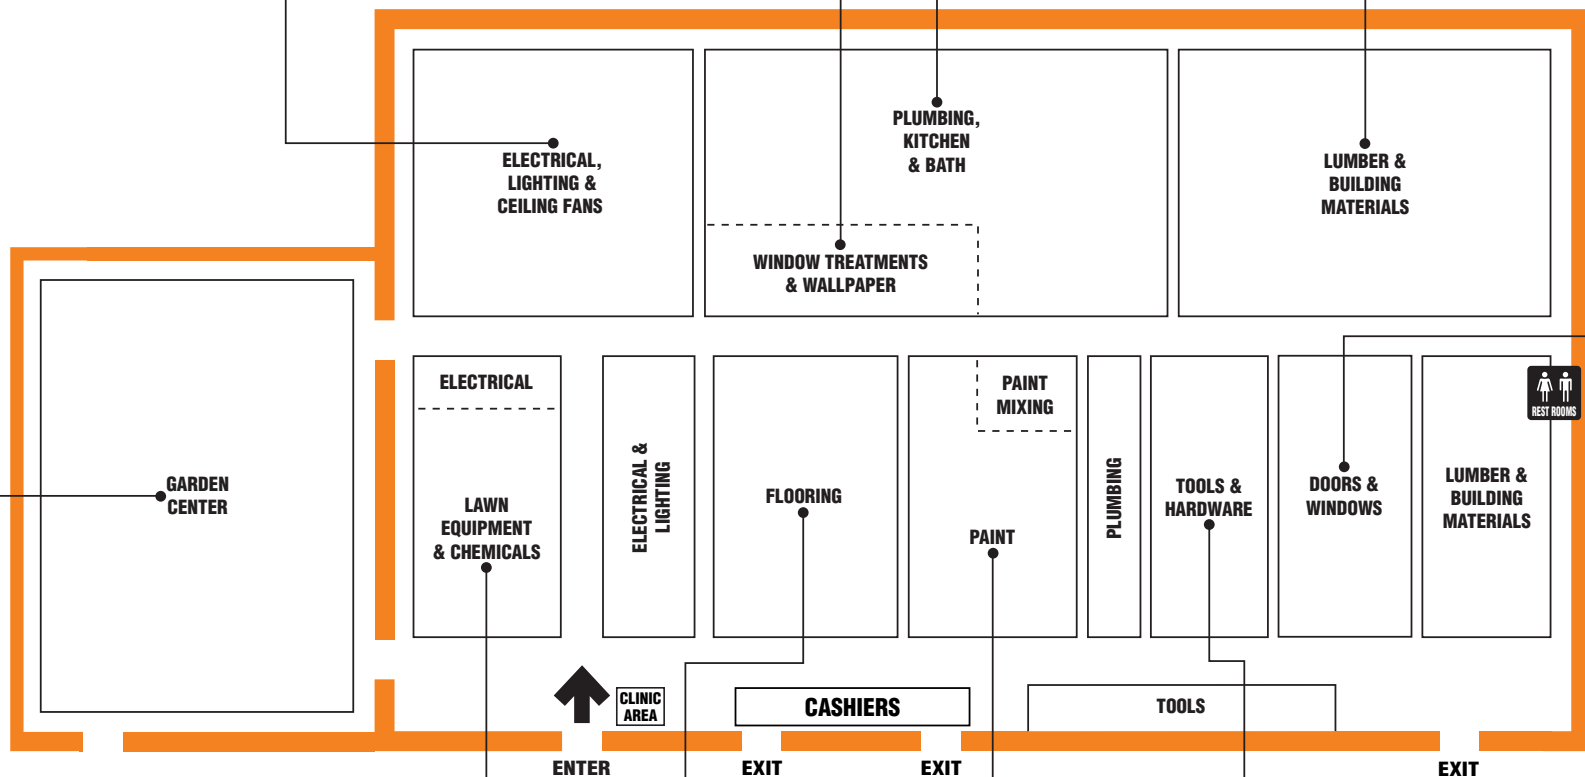 PLUMBING,
KITCHEN
& BATH
ELECTRICAL,
LIGHTING &
CEILING FANS
LUMBER &
BUILDING
MATERIALS
WINDOW TREATMENTS
& WALLPAPER
ELECTRICAL
PAINT
MIXING
REST ROOMS
GARDEN
CENTER
LAWN
EQUIPMENT
& CHEMICALS
ELECTRICAL &
LIGHTING
FLOORING
PAINT
PLUMBING
TOOLS &
HARDWARE
DOORS &
WINDOWS
LUMBER &
BUILDING
MATERIALS
CLINIC
AREA
CASHIERS
TOOLS
ENTER
EXIT
EXIT
EXIT